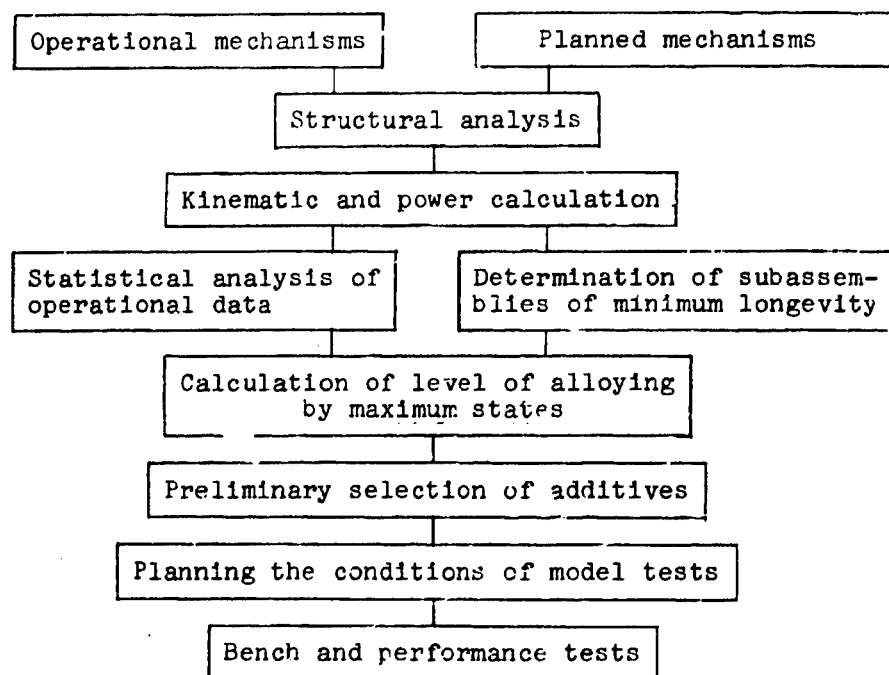 Operational mechanisms
Planned mechanisms
Structural analysis
Kinematic and power calculation
Statistical analysis of
operational data
Determination of subassem-
blies of minimum longevity
Calculation of level of alloying
by maximum states
Preliminary selection of additives
Planning the conditions of model tests
Bench and performance tests